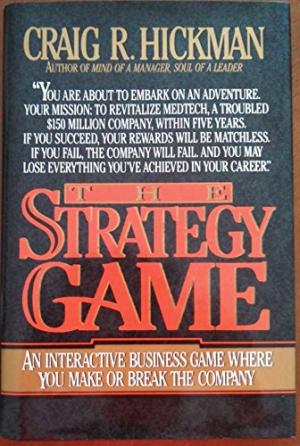 CRAIG R. HICKMAN
AUTHOR OF MIND OF A MANAGER, SOUL OF A LEADER
"YOU ARE ABOUT TO EMBARK ON AN ADVENTURE.
YOUR MISSION: TO REVITALIZE MEDTECH, A TROUBLED
$150 MILLION COMPANY, WITHIN FIVE YEARS.
IF YOU SUCCEED, YOUR REWARDS WILL BE MATCHLESS.
IF YOU FAIL, THE COMPANY WILL FAIL. AND YOU MAY
LOSE EVERYTHING YOU'VE ACHIEVED IN YOUR CAREER."
THE
STRATEGY
GAME
AN INTERACTIVE BUSINESS GAME WHERE
YOU MAKE OR BREAK THE COMPANY